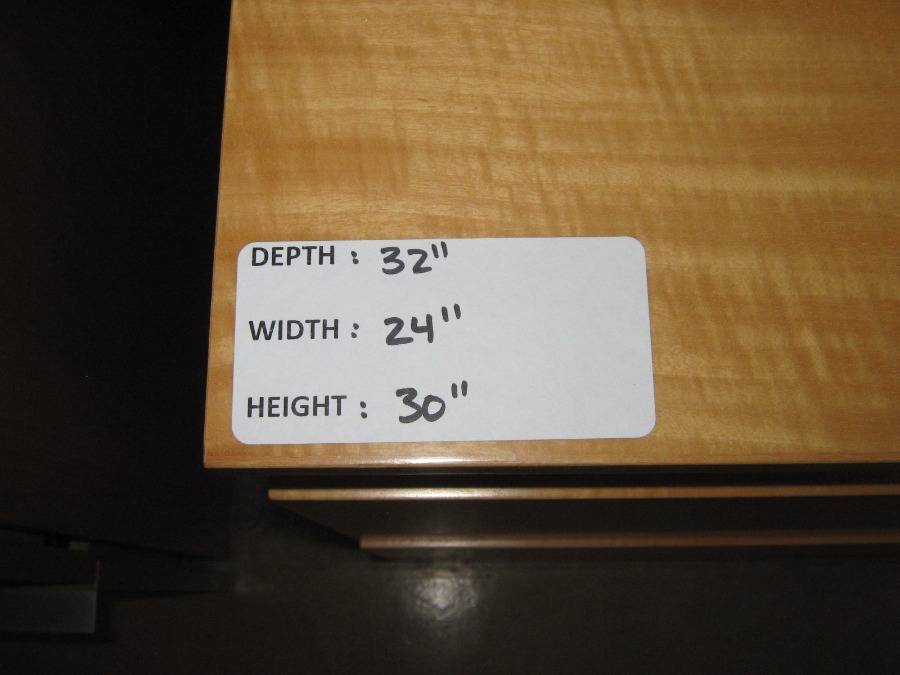 DEPTH : 32"
WIDTH : 24"
HEIGHT : 30"